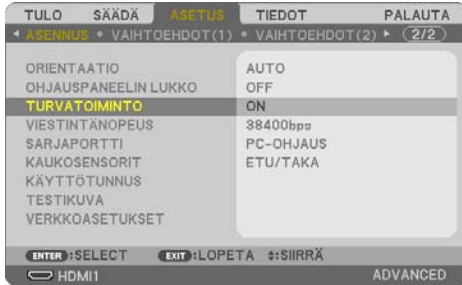 TULO SÄÄDÄ ASETUS TIEDOT PALAUTA
ASENNUS • VAIHTOEHDOT(1) • VAIHTOEHDOT(2) (2/2)
ORIENTAATIO AUTO
OHJAUSPANEELIN LUKKO OFF
TURVATOIMINTO ON
VIESTINTÄNOPEUS 38400bps
SARJAPORTTI PC-OHJAUS
KAUKOSENSORIT ETU/TAKA
KÄYTTÖTUNNUS
TESTIKUVA
VERKKOASETUKSET
ENTER :SELECT EXIT :LOPETA :SIIRRÄ
HDMI1 ADVANCED